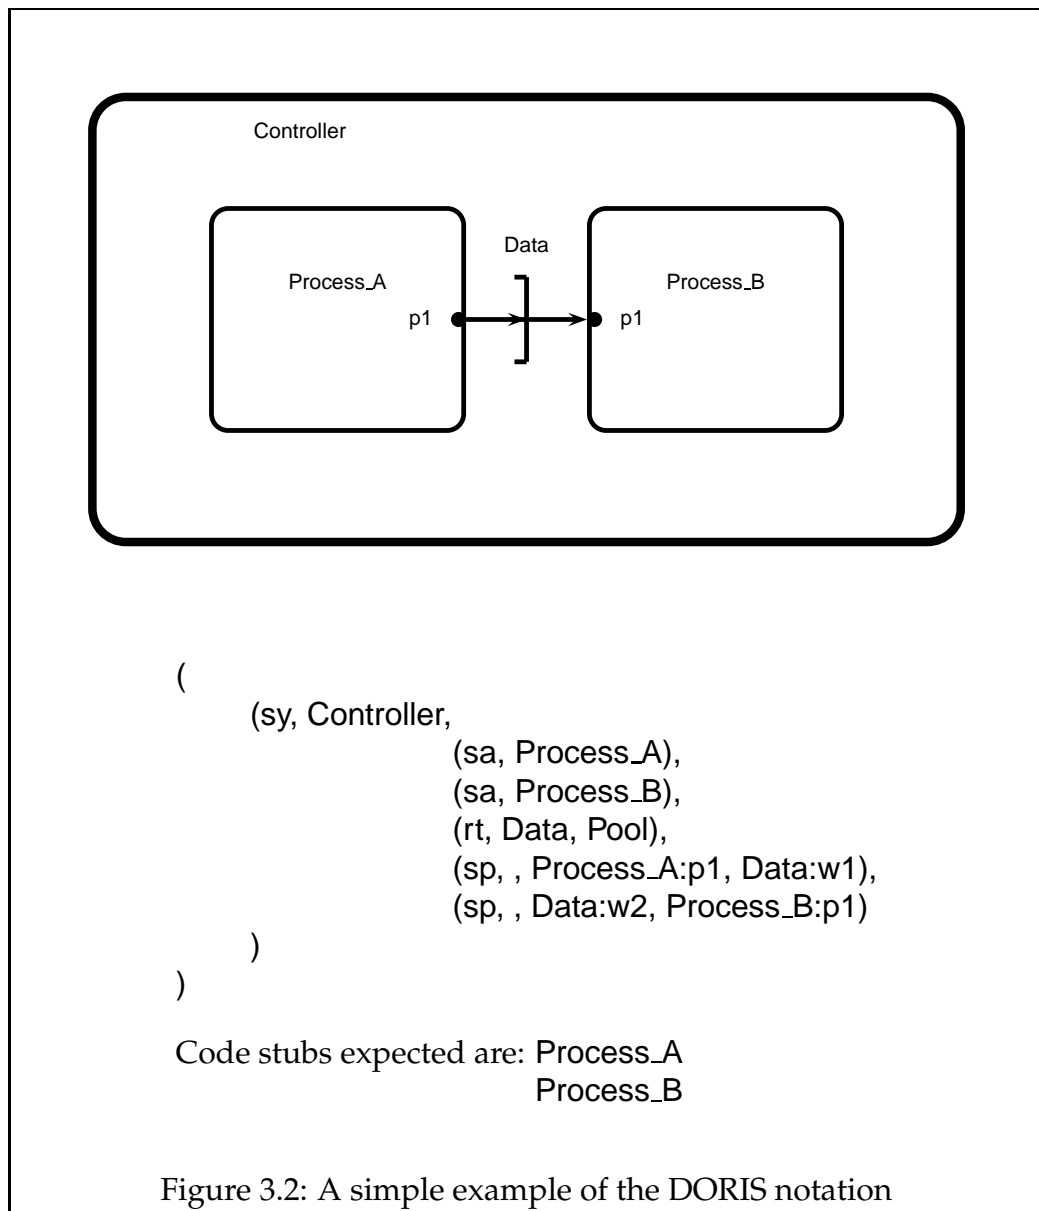 Controller
Data
Process_A
Process_B
p1
p1
(
(sy, Controller,
(sa, Process_A),
(sa, Process_B),
(rt, Data, Pool),
(sp, , Process_A:p1, Data:w1),
(sp, , Data:w2, Process_B:p1)
)
)
Code stubs expected are: Process_A
Process_B
Figure 3.2: A simple example of the DORIS notation